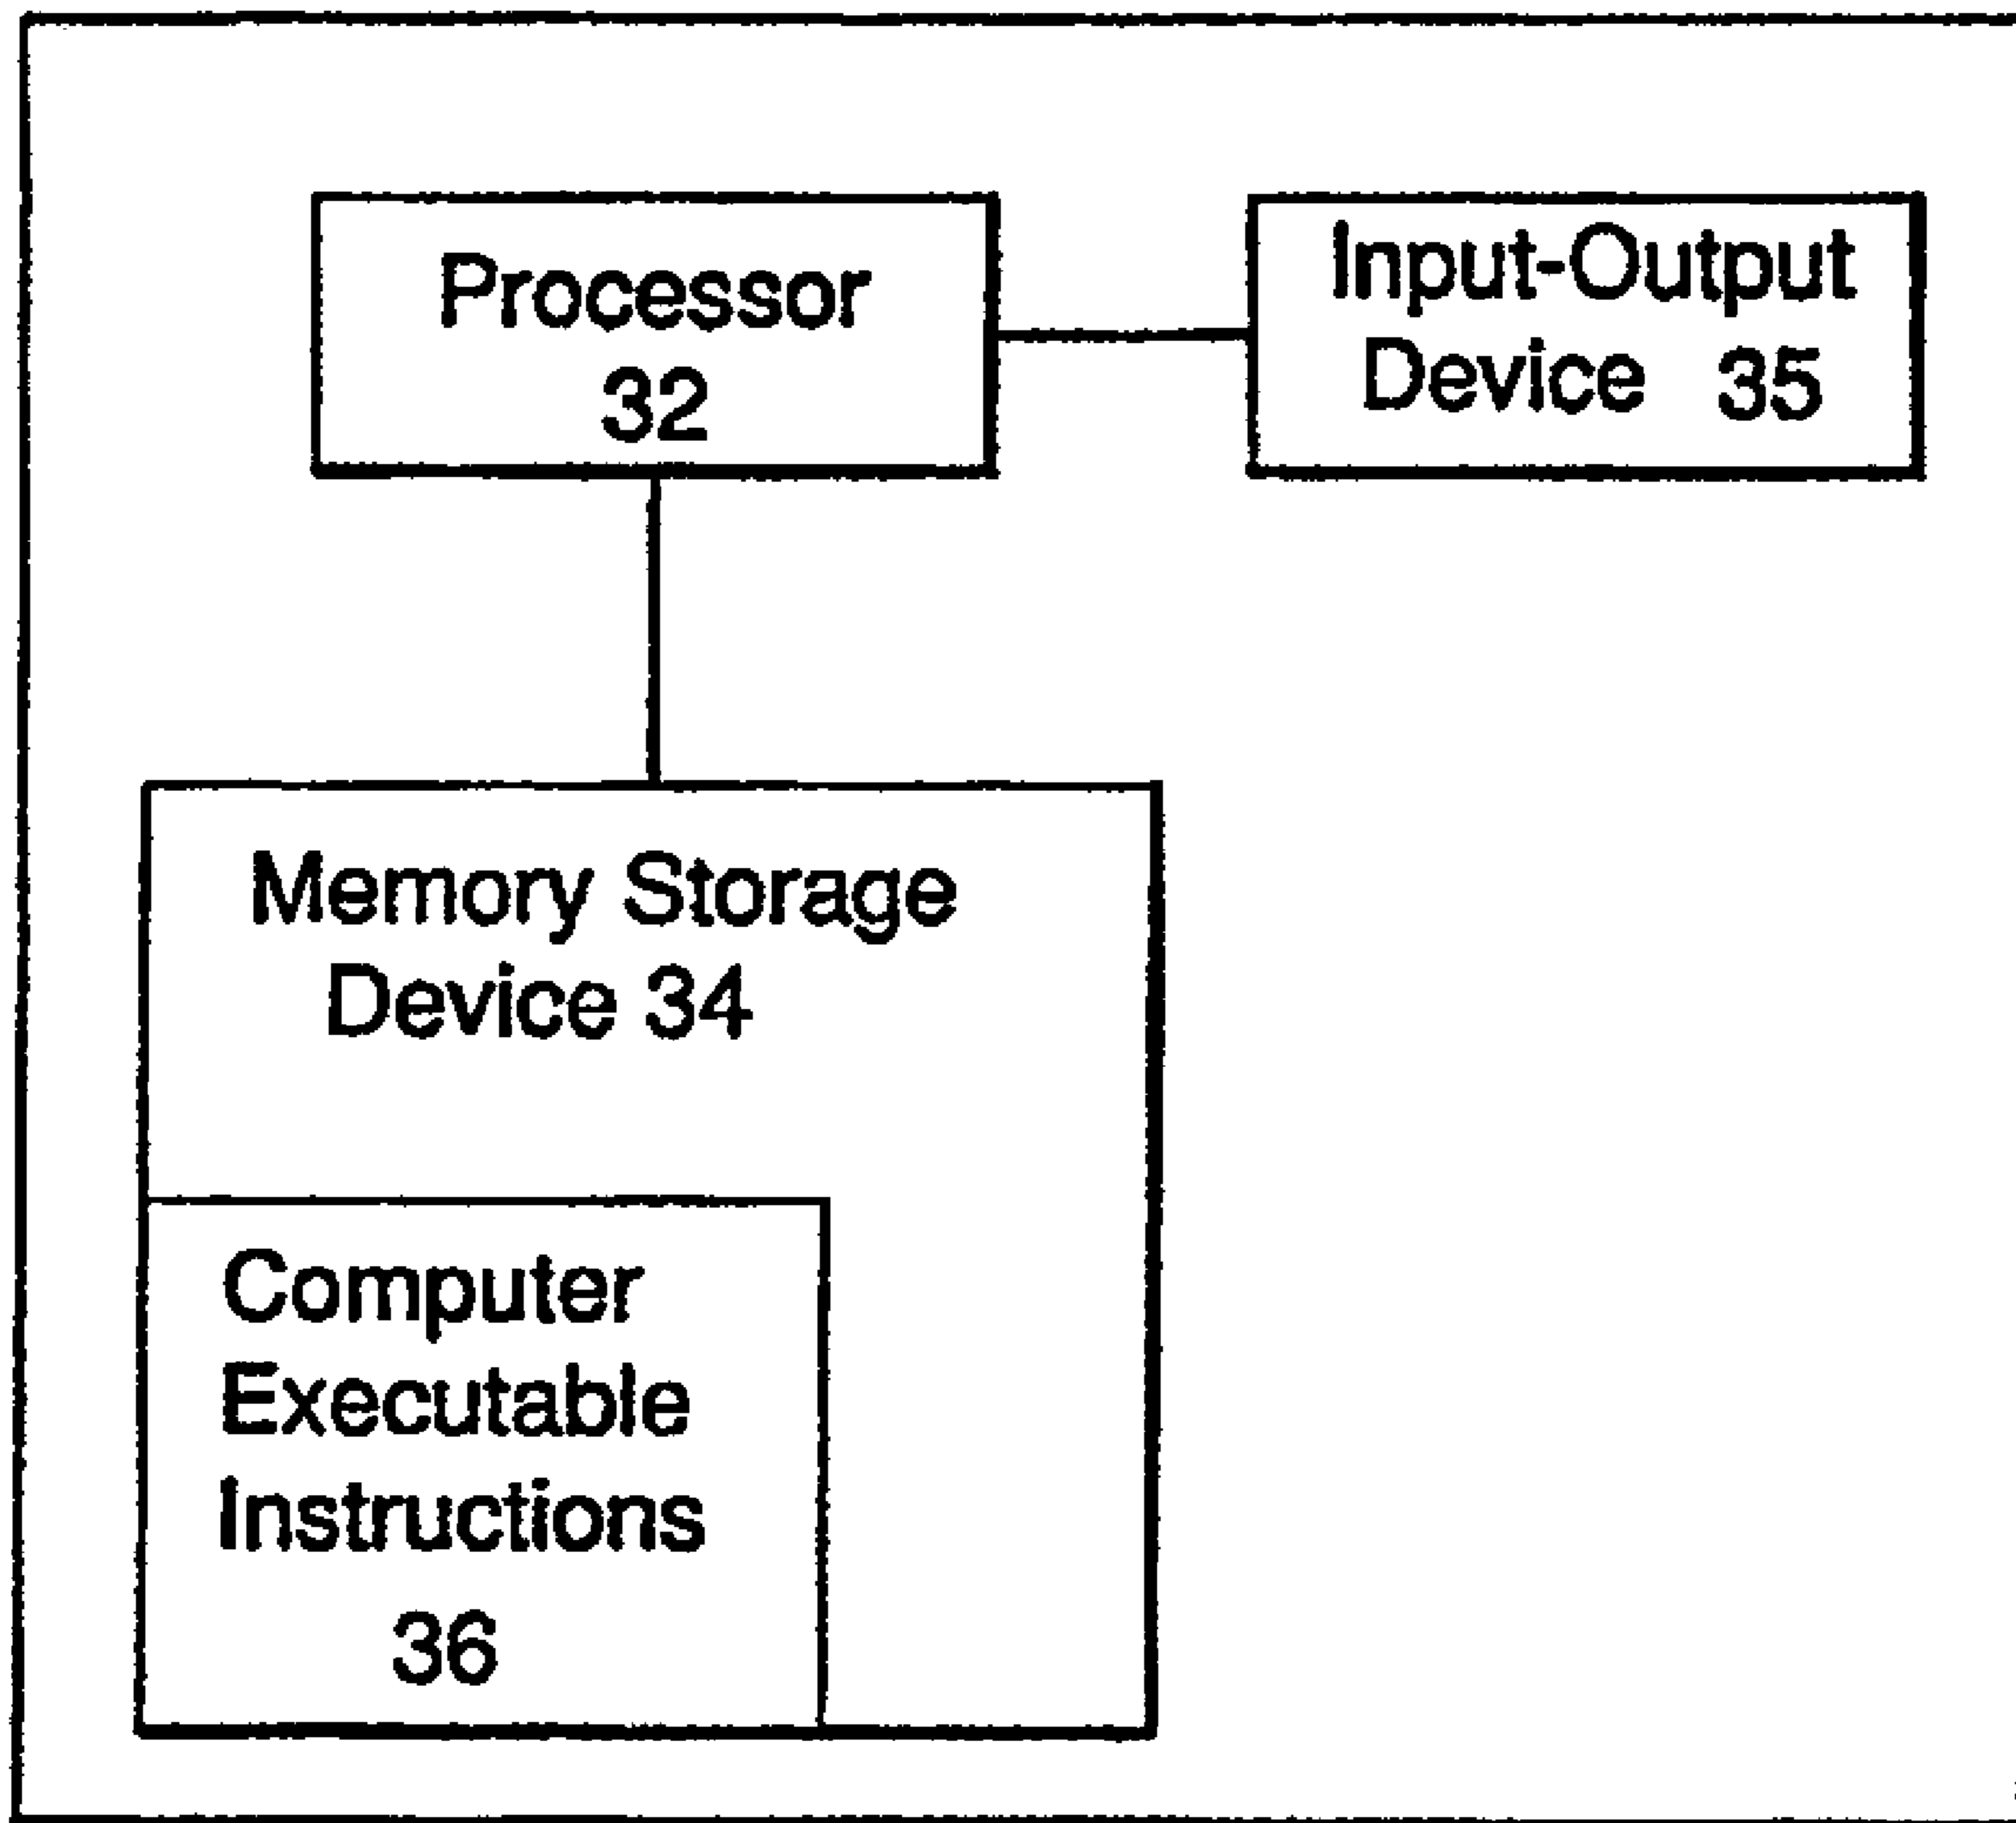 Processor
32
Input-Output
Device 35
Memory Storage
Device 34
Computer
Executable
Instructions
36